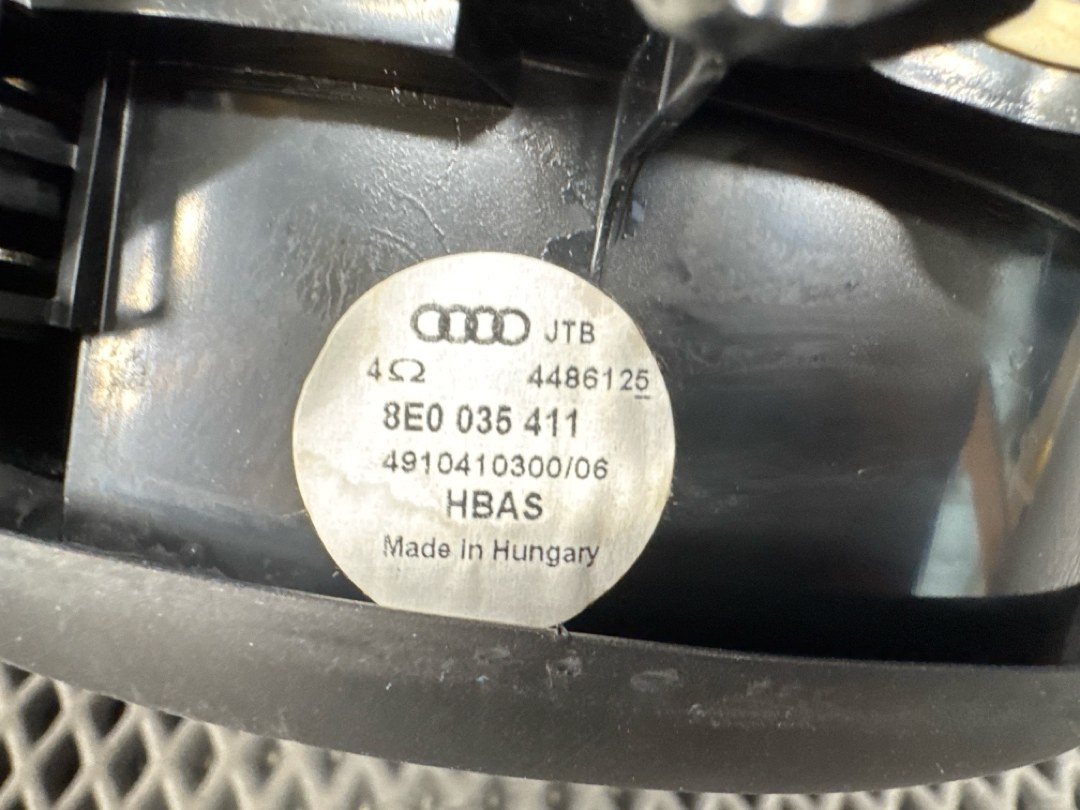 JTB
4Ω 4486125
8E0 035 411
4910410300/06
HBAS
Made in Hungary